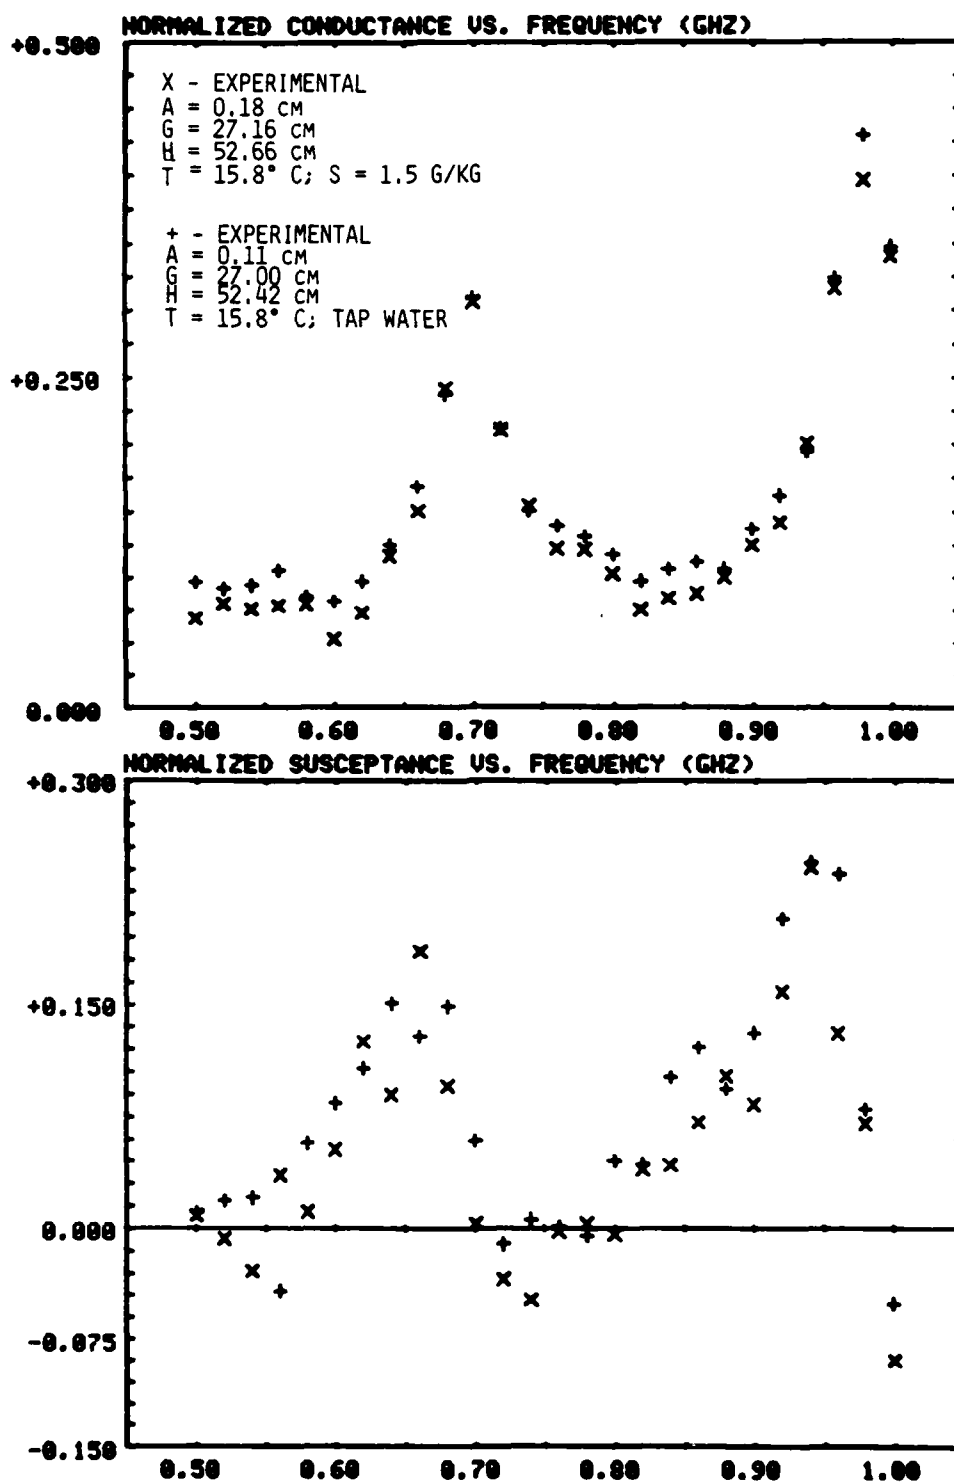 NORMALIZED CONDUCTANCE VS. FREQUENCY (GHZ)
+0.500
X - EXPERIMENTAL
A = 0.18 CM
G = 27.16 CM
H = 52.66 CM
T = 15.8° C; S = 1.5 G/KG
+ - EXPERIMENTAL
A = 0.11 CM
G = 27.00 CM
H = 52.42 CM
T = 15.8° C; TAP WATER
+0.250
0.000
0.50 0.60 0.70 0.80 0.90 1.00
NORMALIZED SUSCEPTANCE VS. FREQUENCY (GHZ)
+0.300
+0.150
0.000
-0.075
-0.150
0.50 0.60 0.70 0.80 0.90 1.00